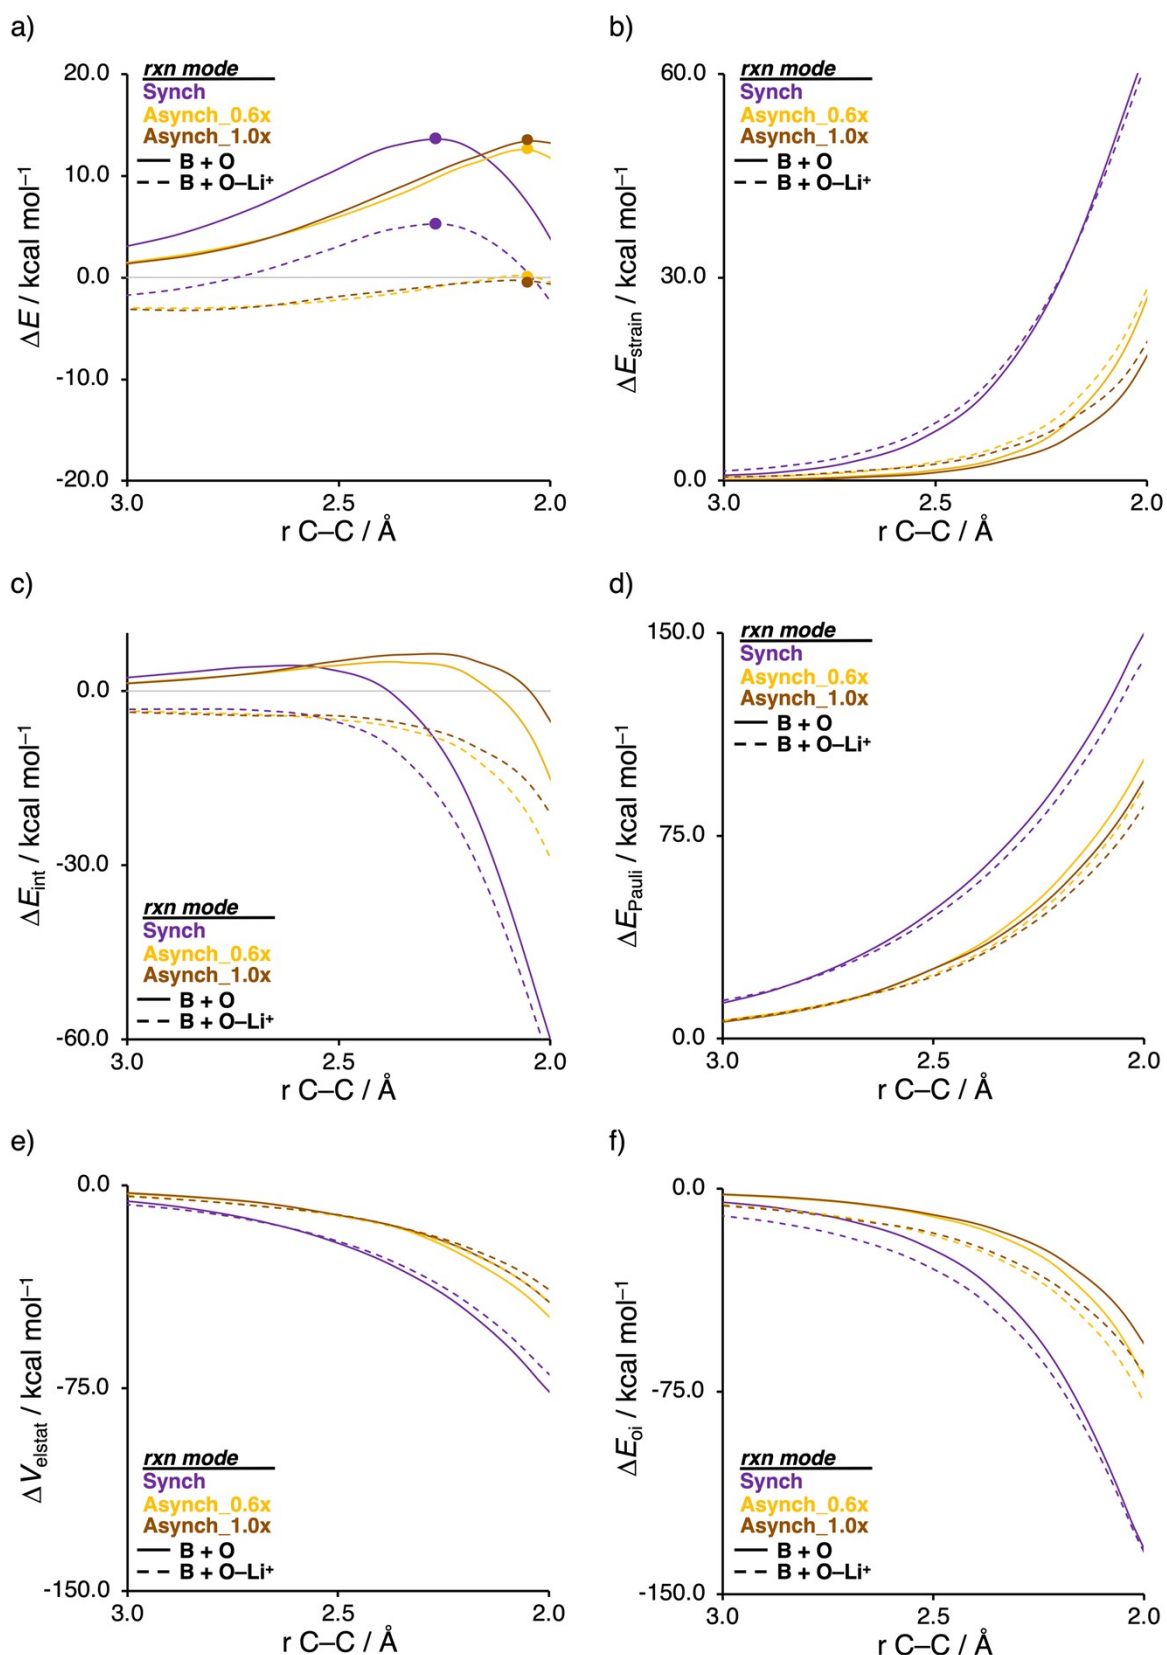 a)
20.0
10.0
0.0
-10.0
-20.0
ΔE / kcal mol⁻¹
rxn mode
Synch
Asynch_0.6x
Asynch_1.0x
B + O
B + O–Li⁺
3.0
2.5
2.0
r C–C / Å
b)
60.0
30.0
0.0
ΔE_strain / kcal mol⁻¹
rxn mode
Synch
Asynch_0.6x
Asynch_1.0x
B + O
B + O–Li⁺
3.0
2.5
2.0
r C–C / Å
c)
0.0
-30.0
-60.0
ΔE_int / kcal mol⁻¹
rxn mode
Synch
Asynch_0.6x
Asynch_1.0x
B + O
B + O–Li⁺
3.0
2.5
2.0
r C–C / Å
d)
150.0
75.0
0.0
ΔE_Pauli / kcal mol⁻¹
rxn mode
Synch
Asynch_0.6x
Asynch_1.0x
B + O
B + O–Li⁺
3.0
2.5
2.0
r C–C / Å
e)
0.0
-75.0
-150.0
ΔV_elstat / kcal mol⁻¹
rxn mode
Synch
Asynch_0.6x
Asynch_1.0x
B + O
B + O–Li⁺
3.0
2.5
2.0
r C–C / Å
f)
0.0
-75.0
-150.0
ΔE_oi / kcal mol⁻¹
rxn mode
Synch
Asynch_0.6x
Asynch_1.0x
B + O
B + O–Li⁺
3.0
2.5
2.0
r C–C / Å